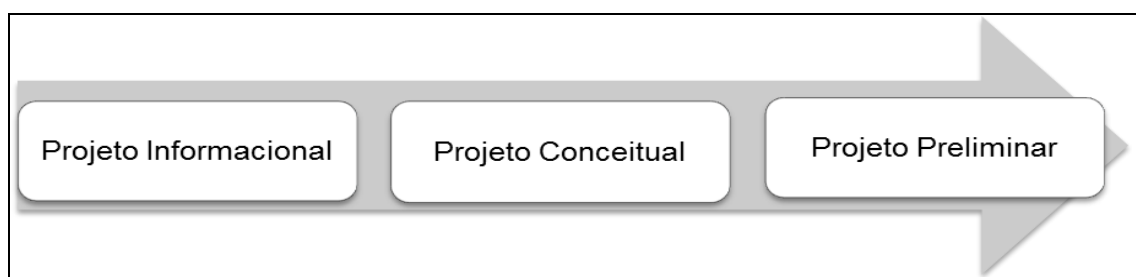 Projeto Informacional
Projeto Conceitual
Projeto Preliminar